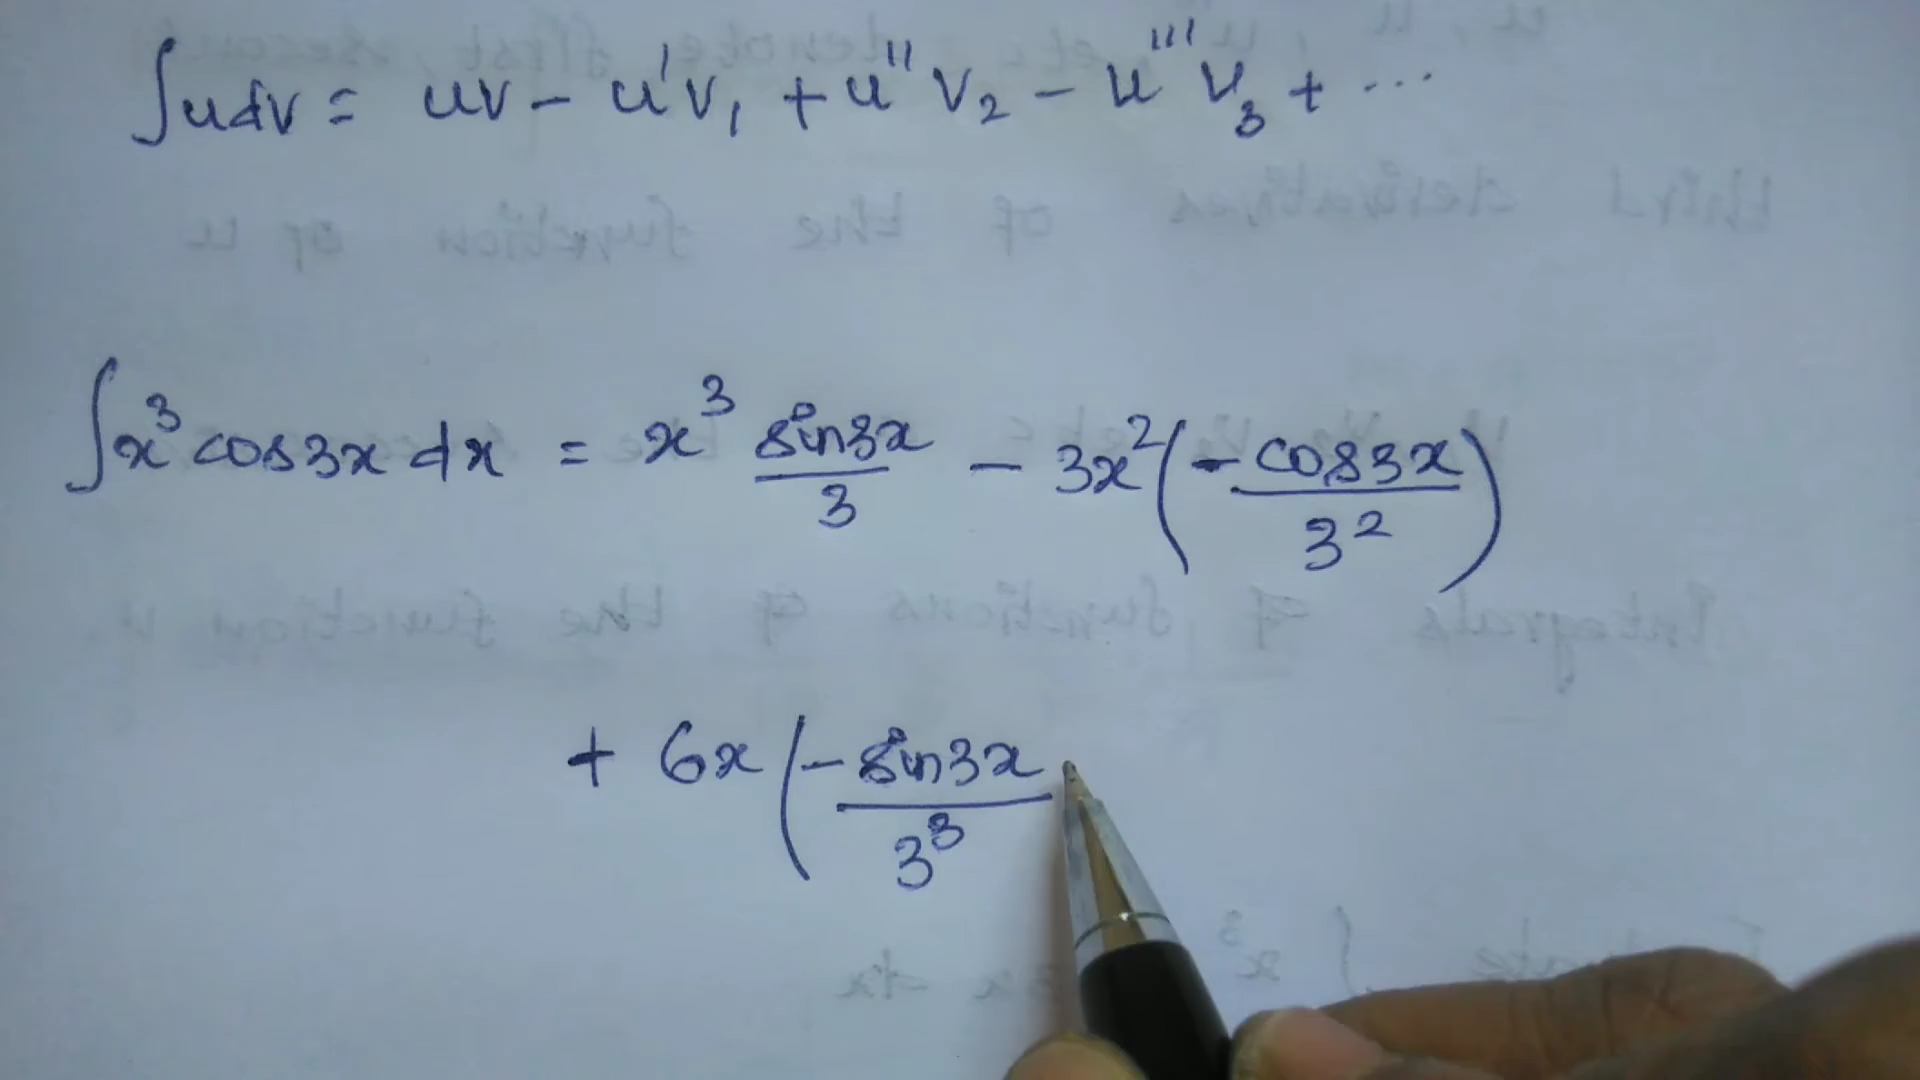 ∫udv = uv - u'v₁ + u''v₂ - u'''v₃ + ...
∫x³ cos3x dx = x³ sin3x/3 - 3x²(-cos3x/3²)
+ 6x(-sin3x/3³